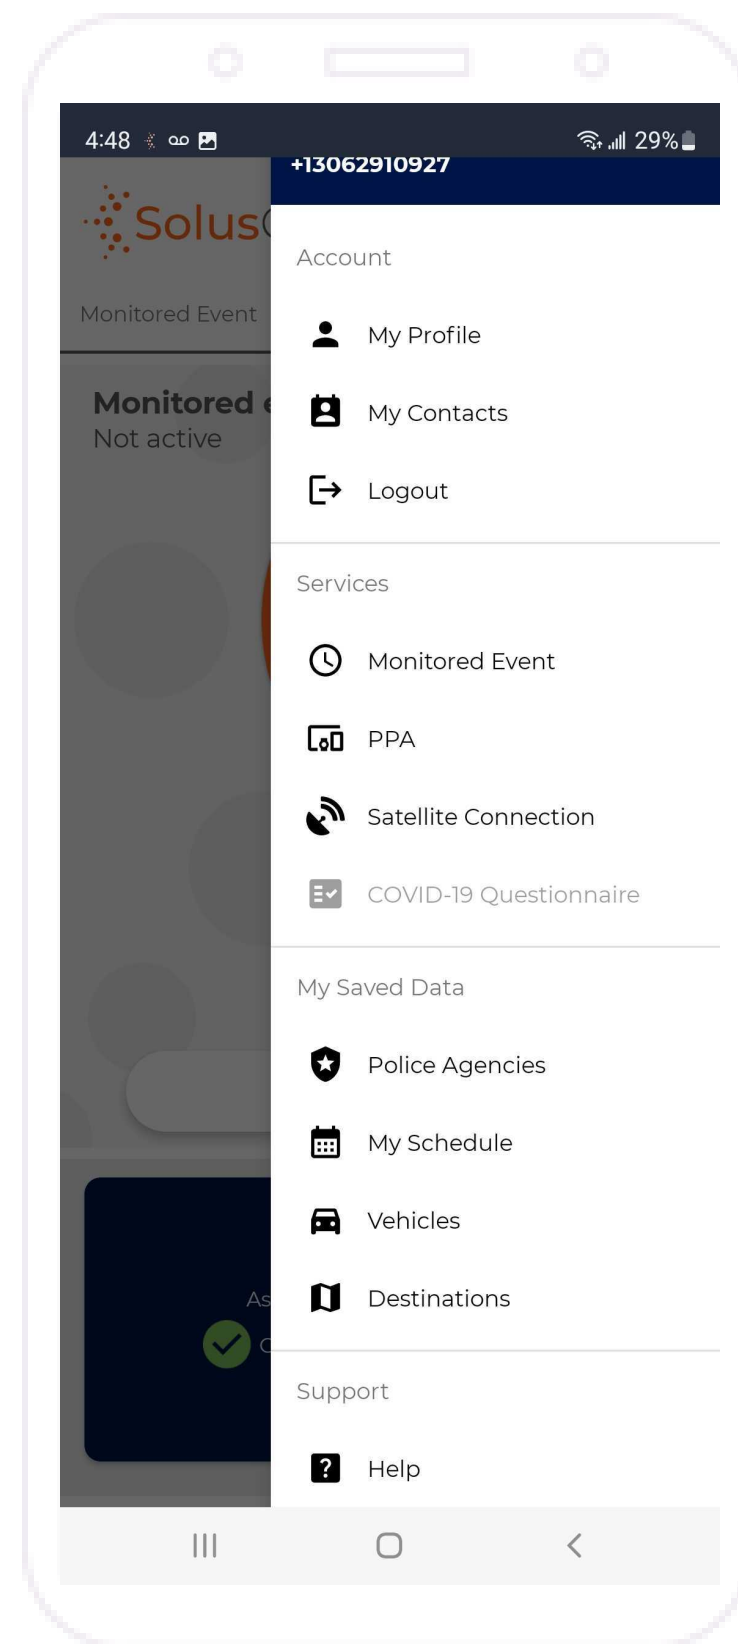 4:48
29%
+13062910927
Solus
Monitored Event
Monitored
Not active
Account
My Profile
My Contacts
Logout
Services
Monitored Event
PPA
Satellite Connection
COVID-19 Questionnaire
My Saved Data
Police Agencies
My Schedule
Vehicles
Destinations
As
Support
Help